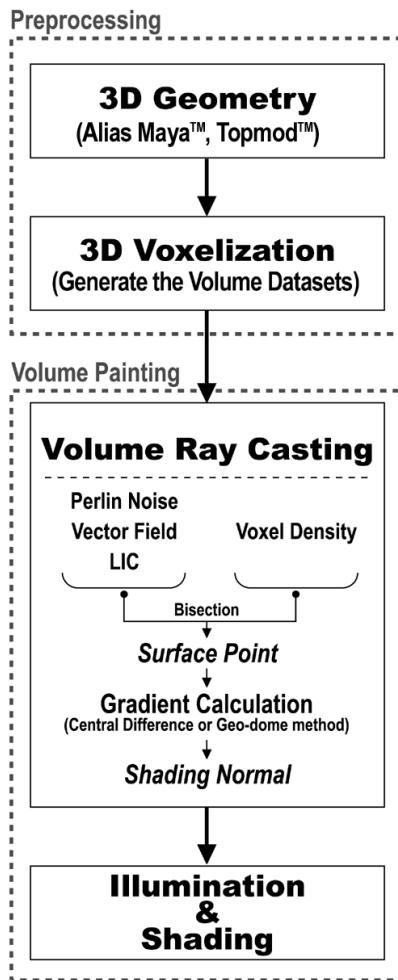 Preprocessing
3D Geometry
(Alias Maya™, Topmod™)
3D Voxelization
(Generate the Volume Datasets)
Volume Painting
Volume Ray Casting
Perlin Noise
Vector Field
LIC
Voxel Density
Bisection
Surface Point
Gradient Calculation
(Central Difference or Geo-dome method)
Shading Normal
Illumination
&
Shading